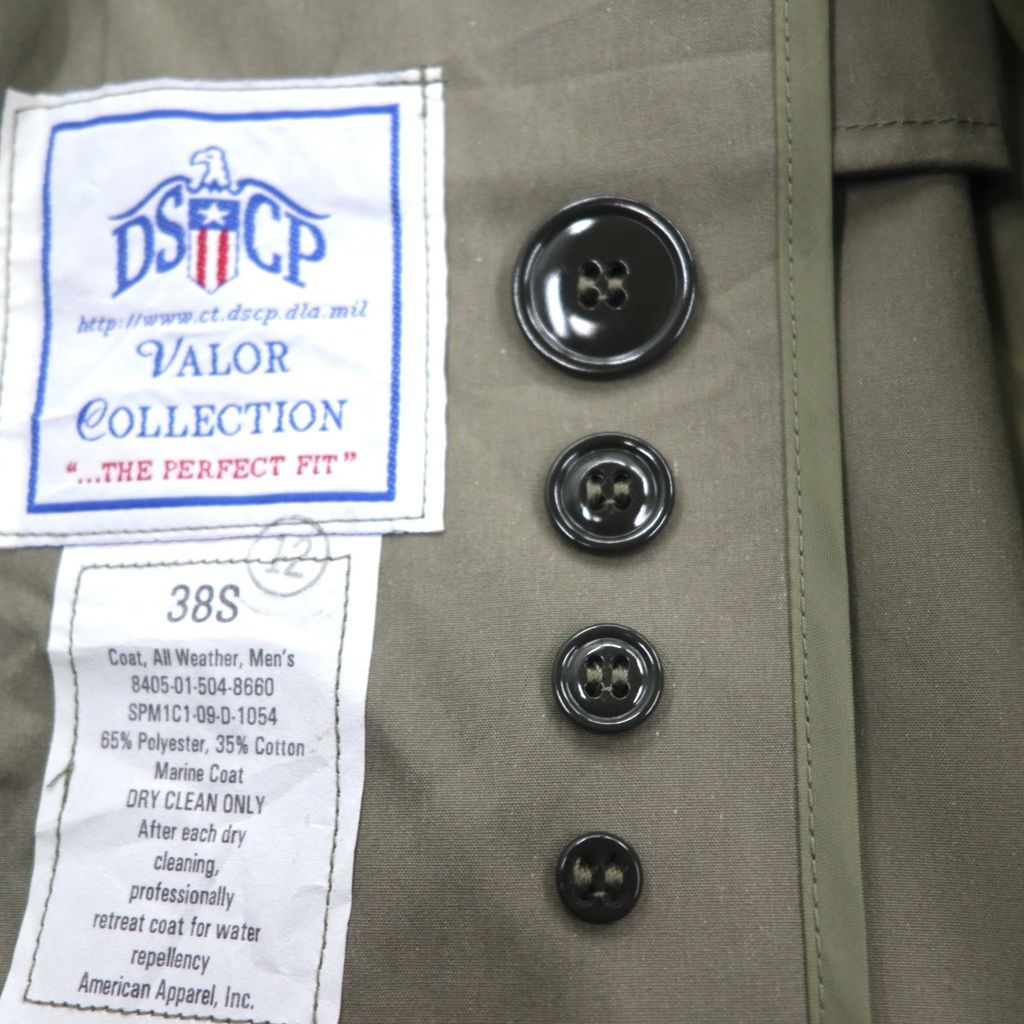 DSCP
http://www.ct.dscp.dla.mil
VALOR
COLLECTION
"...THE PERFECT FIT"
12
38S
Coat, All Weather, Men's
8405-01-504-8660
SPM1C1-09-D-1054
65% Polyester, 35% Cotton
Marine Coat
DRY CLEAN ONLY
After each dry
cleaning,
professionally
retreat coat for water
repellency
American Apparel, Inc.